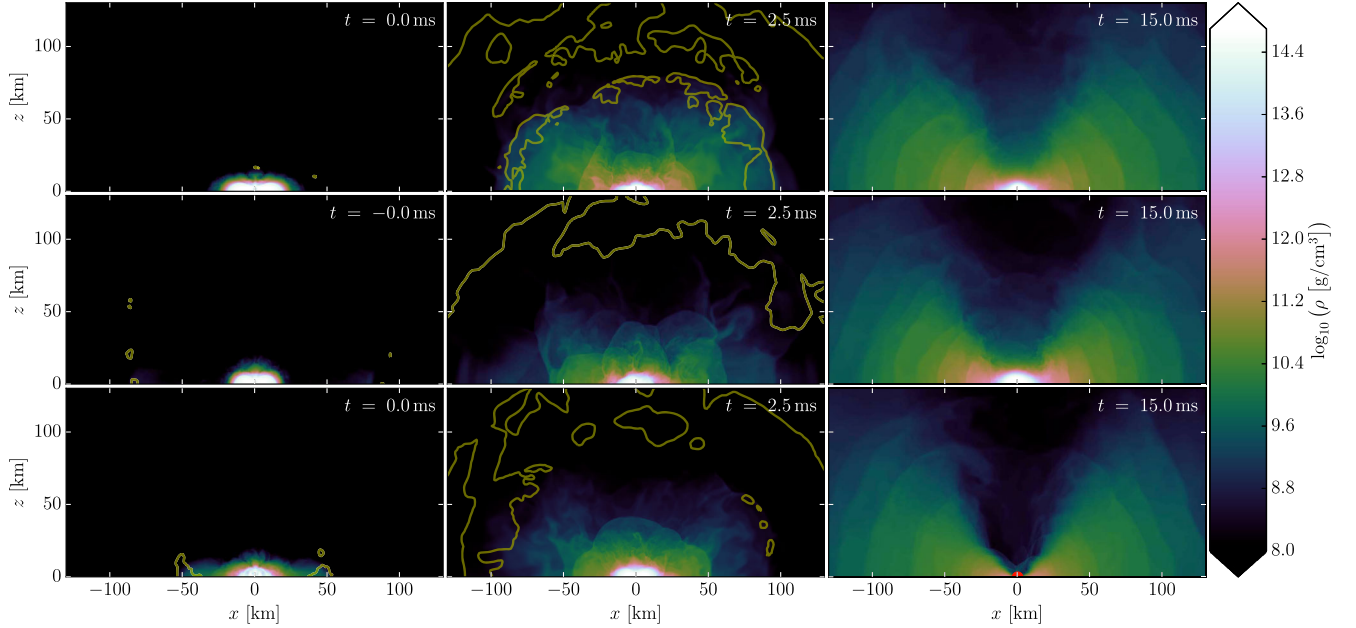 t = 0.0 ms
t = 2.5 ms
t = 15.0 ms
z [km]
100
50
0
t = −0.0 ms
t = 2.5 ms
t = 15.0 ms
z [km]
100
50
0
t = 0.0 ms
t = 2.5 ms
t = 15.0 ms
z [km]
100
50
0
−100 −50 0 50 100
−100 −50 0 50 100
−100 −50 0 50 100
x [km]
x [km]
x [km]
14.4
13.6
12.8
12.0
11.2
10.4
9.6
8.8
8.0
log₁₀ (ρ [g/cm³])